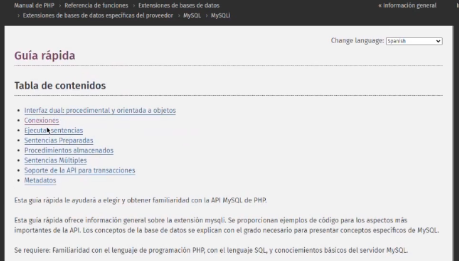 Manual de PHP › Referencia de funciones › Extensiones de bases de datos
« Información general
› Extensiones de bases de datos específicas del proveedor › MySQL › MySQLi
Change language: Spanish
Guía rápida
Tabla de contenidos
Interfaz dual: procedimental y orientada a objetos
Conexiones
Ejecutar sentencias
Sentencias Preparadas
Procedimientos almacenados
Sentencias Múltiples
Soporte de la API para transacciones
Metadatos
Esta guía rápida le ayudará a elegir y obtener familiaridad con la API MySQL de PHP.
Esta guía rápida ofrece información general sobre la extensión mysqli. Se proporcionan ejemplos de código para los aspectos más
importantes de la API. Los conceptos de la base de datos se explican con el grado necesario para presentar conceptos específicos de MySQL.
Se requiere: Familiaridad con el lenguaje de programación PHP, con el lenguaje SQL, y conocimientos básicos del servidor MySQL.